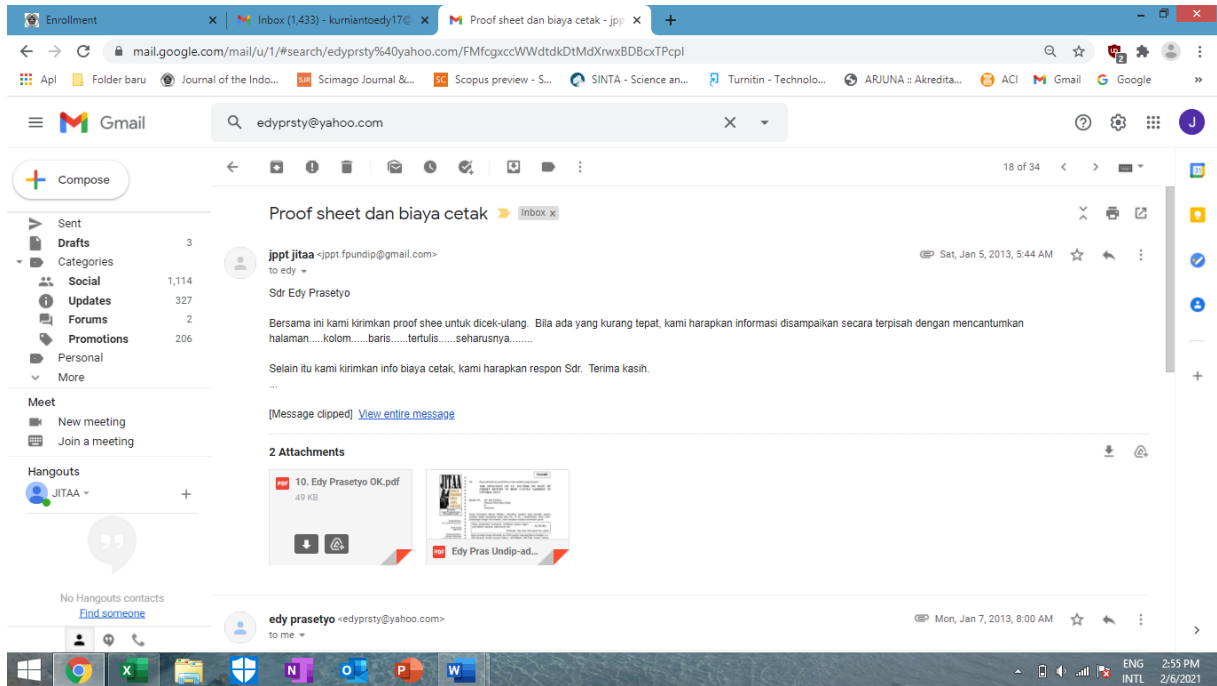 Enrollment
Inbox (1,433) - kurniantoedy17@
Proof sheet dan biaya cetak - jpp
mail.google.com/mail/u/1/#search/edyprsty%40yahoo.com/FMfcgxccWWdtdkDtMdXrwxBDBcxTPcpl
2
Apl
Folder baru
Journal of the Indo...
SJR
Scimago Journal &...
SC
Scopus preview - S...
SINTA - Science an...
Turnitin - Technolo...
ARJUNA :: Akredita...
ACI
Gmail
Google
Gmail
edyprsty@yahoo.com
J
Compose
18 of 34
31
Proof sheet dan biaya cetak
Inbox x
Sent
Drafts 3
Categories
Social 1,114
Updates 327
Forums 2
Promotions 206
Personal
More
jppt jitaa <jppt.fpundip@gmail.com>
Sat, Jan 5, 2013, 5:44 AM
to edy
Sdr Edy Prasetyo
Bersama ini kami kirimkan proof shee untuk dicek-ulang. Bila ada yang kurang tepat, kami harapkan informasi disampaikan secara terpisah dengan mencantumkan
halaman.....kolom......baris......tertulis......seharusnya........
Selain itu kami kirimkan info biaya cetak, kami harapkan respon Sdr. Terima kasih.
...
[Message clipped] View entire message
Meet
New meeting
Join a meeting
Hangouts
JITAA
No Hangouts contacts
Find someone
2 Attachments
PDF
10. Edy Prasetyo OK.pdf
49 KB
JITAA
PDF
Edy Pras Undip-ad...
edy prasetyo <edyprsty@yahoo.com>
Mon, Jan 7, 2013, 8:00 AM
to me
ENG
INTL
2:55 PM
2/6/2021